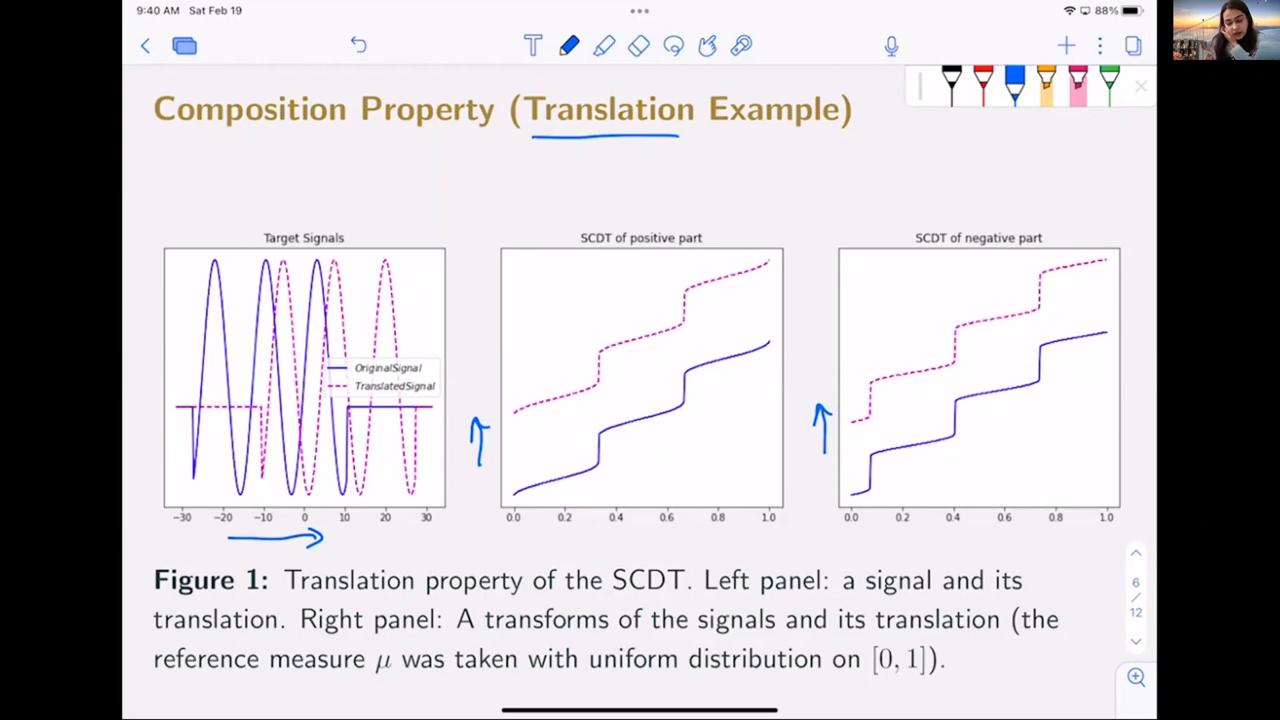 9:40 AM Sat Feb 19
88%
Composition Property (Translation Example)
Target Signals
OriginalSignal
TranslatedSignal
−30 −20 −10 0 10 20 30
SCDT of positive part
0.0 0.2 0.4 0.6 0.8 1.0
SCDT of negative part
0.0 0.2 0.4 0.6 0.8 1.0
Figure 1: Translation property of the SCDT. Left panel: a signal and its
translation. Right panel: A transforms of the signals and its translation (the
reference measure μ was taken with uniform distribution on [0, 1]).
6
/
12